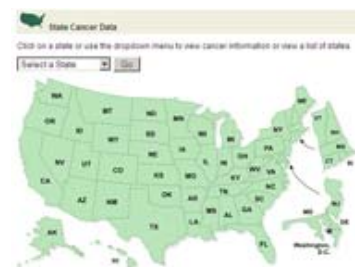 State Cancer Data
Click on a state or use the dropdown menu to view cancer information or view a list of states.
Select a State Go
WA
MT
ND
MN
ME
OR
ID
SD
WI
MI
NY
VT
NH
WY
IA
PA
NE
IL
IN
OH
CT
NV
UT
CO
KS
MO
WV
VA
KY
CA
NC
TN
OK
AR
SC
NJ
AZ
NM
MS
AL
GA
MD
TX
LA
FL
AK
HI
Washington, D.C.